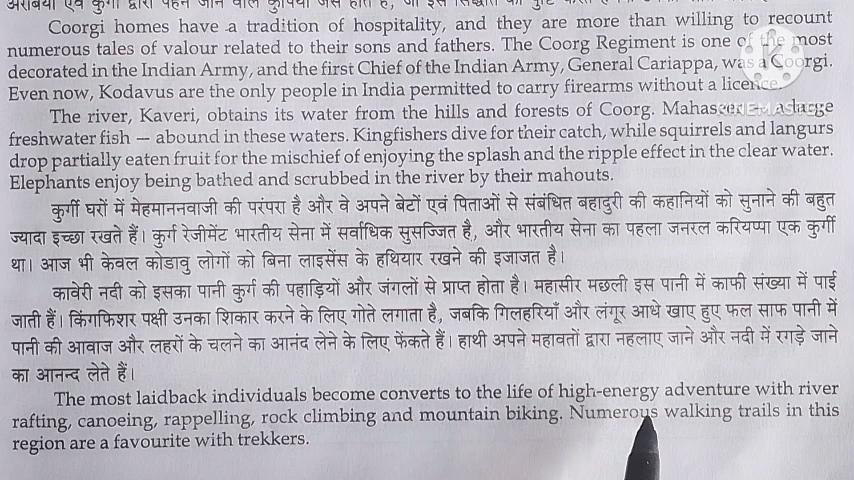 अरबियों एवं कुर्गी द्वारा पहने जाने वाले
Coorgi homes have a tradition of hospitality, and they are more than willing to recount
numerous tales of valour related to their sons and fathers. The Coorg Regiment is one of the most
decorated in the Indian Army, and the first Chief of the Indian Army, General Cariappa, was a Coorgi.
Even now, Kodavus are the only people in India permitted to carry firearms without a licence.
KINEMASTER
The river, Kaveri, obtains its water from the hills and forests of Coorg. Mahaseer — a large
freshwater fish — abound in these waters. Kingfishers dive for their catch, while squirrels and langurs
drop partially eaten fruit for the mischief of enjoying the splash and the ripple effect in the clear water.
Elephants enjoy being bathed and scrubbed in the river by their mahouts.
कुर्गी घरों में मेहमाननवाजी की परंपरा है और वे अपने बेटों एवं पिताओं से संबंधित बहादुरी की कहानियों को सुनाने की बहुत
ज्यादा इच्छा रखते हैं। कुर्ग रेजीमेंट भारतीय सेना में सर्वाधिक सुसज्जित है, और भारतीय सेना का पहला जनरल करियप्पा एक कुर्गी
था। आज भी केवल कोडावु लोगों को बिना लाइसेंस के हथियार रखने की इजाजत है।
कावेरी नदी को इसका पानी कुर्ग की पहाड़ियों और जंगलों से प्राप्त होता है। महासीर मछली इस पानी में काफी संख्या में पाई
जाती हैं। किंगफिशर पक्षी उनका शिकार करने के लिए गोते लगाता है, जबकि गिलहरियाँ और लंगूर आधे खाए हुए फल साफ पानी में
पानी की आवाज और लहरों के चलने का आनंद लेने के लिए फेंकते हैं। हाथी अपने महावतों द्वारा नहलाए जाने और नदी में रगड़े जाने
का आनन्द लेते हैं।
The most laidback individuals become converts to the life of high-energy adventure with river
rafting, canoeing, rappelling, rock climbing and mountain biking. Numerous walking trails in this
region are a favourite with trekkers.